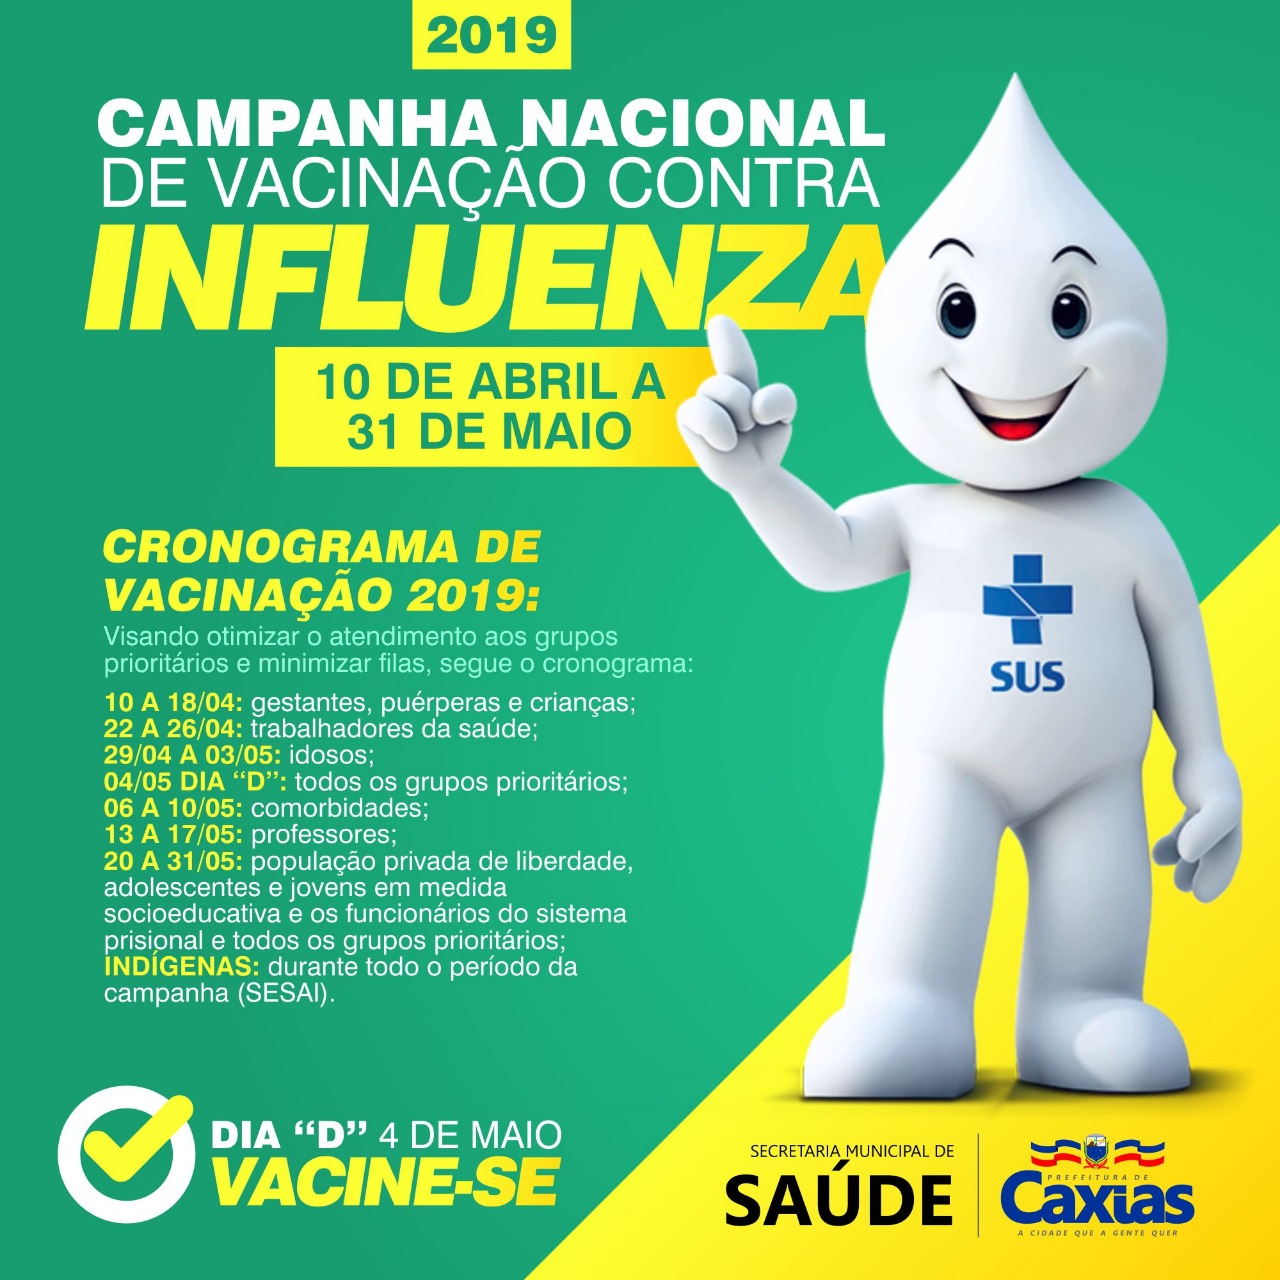 2019
CAMPANHA NACIONAL
DE VACINAÇÃO CONTRA
INFLUENZA
10 DE ABRIL A
31 DE MAIO
CRONOGRAMA DE
VACINAÇÃO 2019:
Visando otimizar o atendimento aos grupos
prioritários e minimizar filas, segue o cronograma:
10 A 18/04: gestantes, puérperas e crianças;
22 A 26/04: trabalhadores da saúde;
29/04 A 03/05: idosos;
04/05 DIA “D”: todos os grupos prioritários;
06 A 10/05: comorbidades;
13 A 17/05: professores;
20 A 31/05: população privada de liberdade,
adolescentes e jovens em medida
socioeducativa e os funcionários do sistema
prisional e todos os grupos prioritários;
INDÍGENAS: durante todo o período da
campanha (SESAI).
SUS
DIA “D” 4 DE MAIO
VACINE-SE
SECRETARIA MUNICIPAL DE
SAÚDE
PREFEITURA DE
Caxias
A CIDADE QUE A GENTE QUER